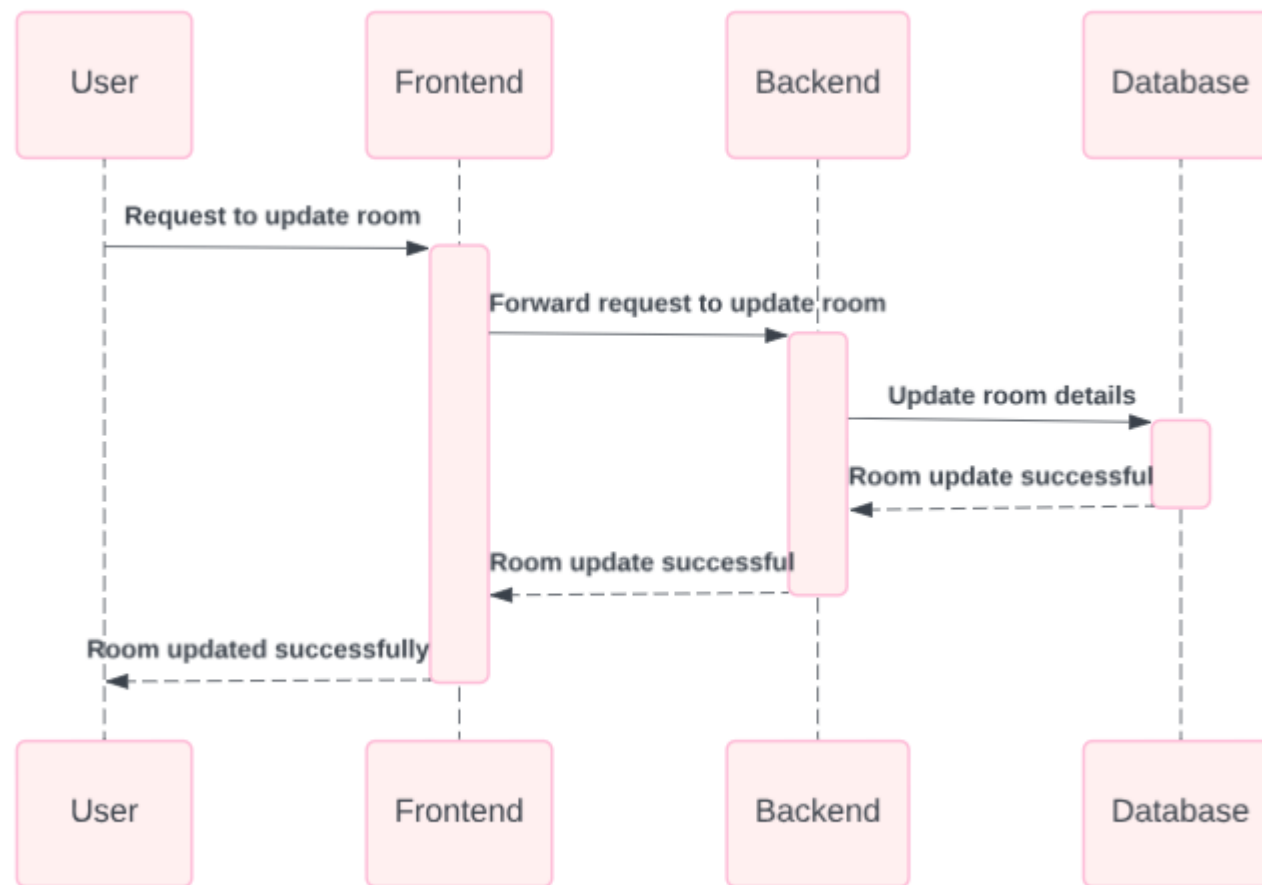 User
Frontend
Backend
Database
Request to update room
Forward request to update room
Update room details
Room update successful
Room update successful
Room updated successfully
User
Frontend
Backend
Database